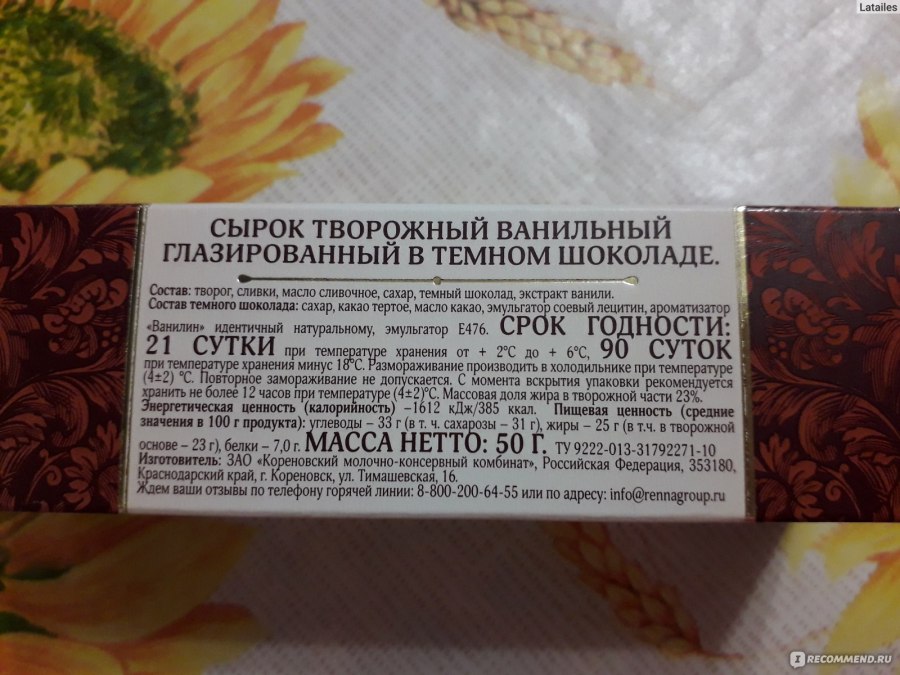 Latailes
СЫРОК ТВОРОЖНЫЙ ВАНИЛЬНЫЙ
ГЛАЗИРОВАННЫЙ В ТЕМНОМ ШОКОЛАДЕ.
Состав: творог, сливки, масло сливочное, сахар, темный шоколад, экстракт ванили.
Состав темного шоколада: сахар, какао тертое, масло какао, эмульгатор соевый лецитин, ароматизатор
«Ванилин» идентичный натуральному, эмульгатор Е476. СРОК ГОДНОСТИ:
21 СУТКИ при температуре хранения от + 2°С до + 6°С, 90 СУТОК
при температуре хранения минус 18°С. Размораживание производить в холодильнике при температуре
(4±2) °С. Повторное замораживание не допускается. С момента вскрытия упаковки рекомендуется
хранить не более 12 часов при температуре (4±2)°С. Массовая доля жира в творожной части 23%.
Энергетическая ценность (калорийность) –1612 кДж/385 ккал. Пищевая ценность (средние
значения в 100 г продукта): углеводы – 33 г (в т. ч. сахарозы – 31 г), жиры – 25 г (в т.ч. в творожной
основе – 23 г), белки – 7,0 г. МАССА НЕТТО: 50 Г. ТУ 9222-013-31792271-10
Изготовитель: ЗАО «Кореновский молочно-консервный комбинат», Российская Федерация, 353180,
Краснодарский край, г. Кореновск, ул. Тимашевская, 16.
Ждем ваши отзывы по телефону горячей линии: 8-800-200-64-55 или по адресу: info@rennagroup.ru
IRECOMMEND.RU